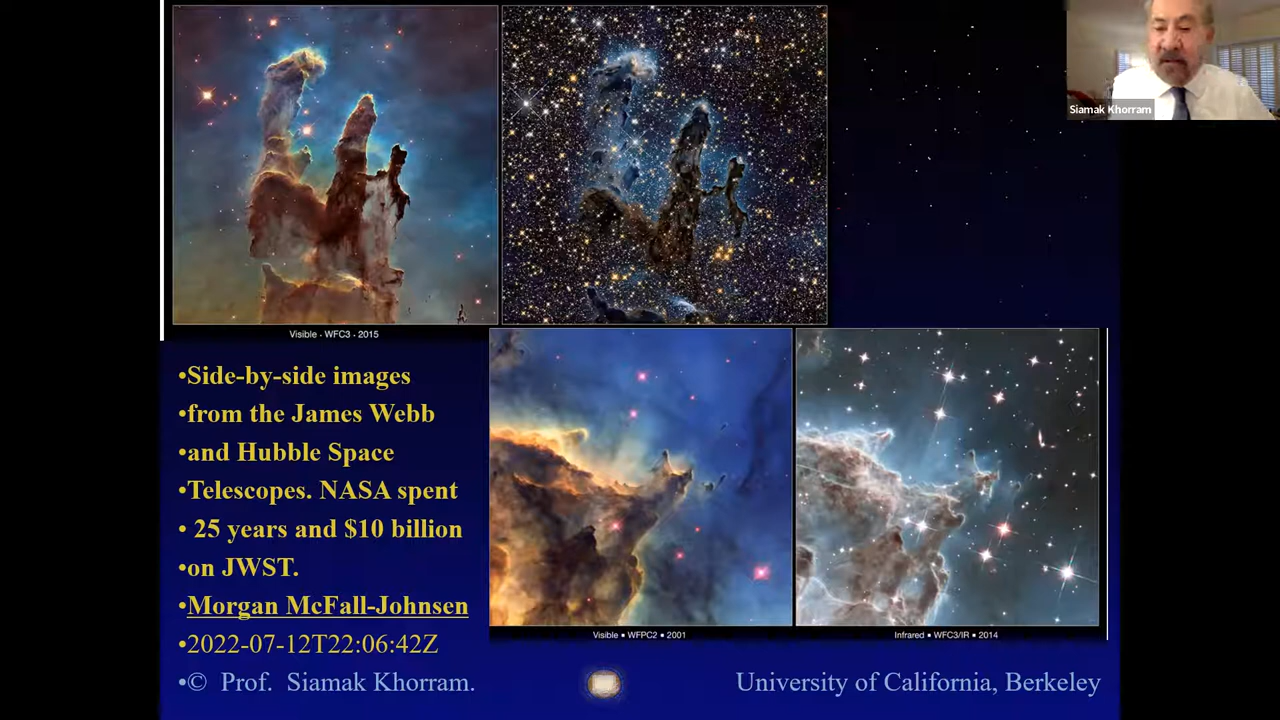 Siamak Khorram
Visible • WFC3 • 2015
•Side-by-side images
•from the James Webb
•and Hubble Space
•Telescopes. NASA spent
• 25 years and $10 billion
•on JWST.
•Morgan McFall-Johnsen
•2022-07-12T22:06:42Z
Visible ▪ WFPC2 ▪ 2001
Infrared ▪ WFC3/IR ▪ 2014
•© Prof. Siamak Khorram.
University of California, Berkeley